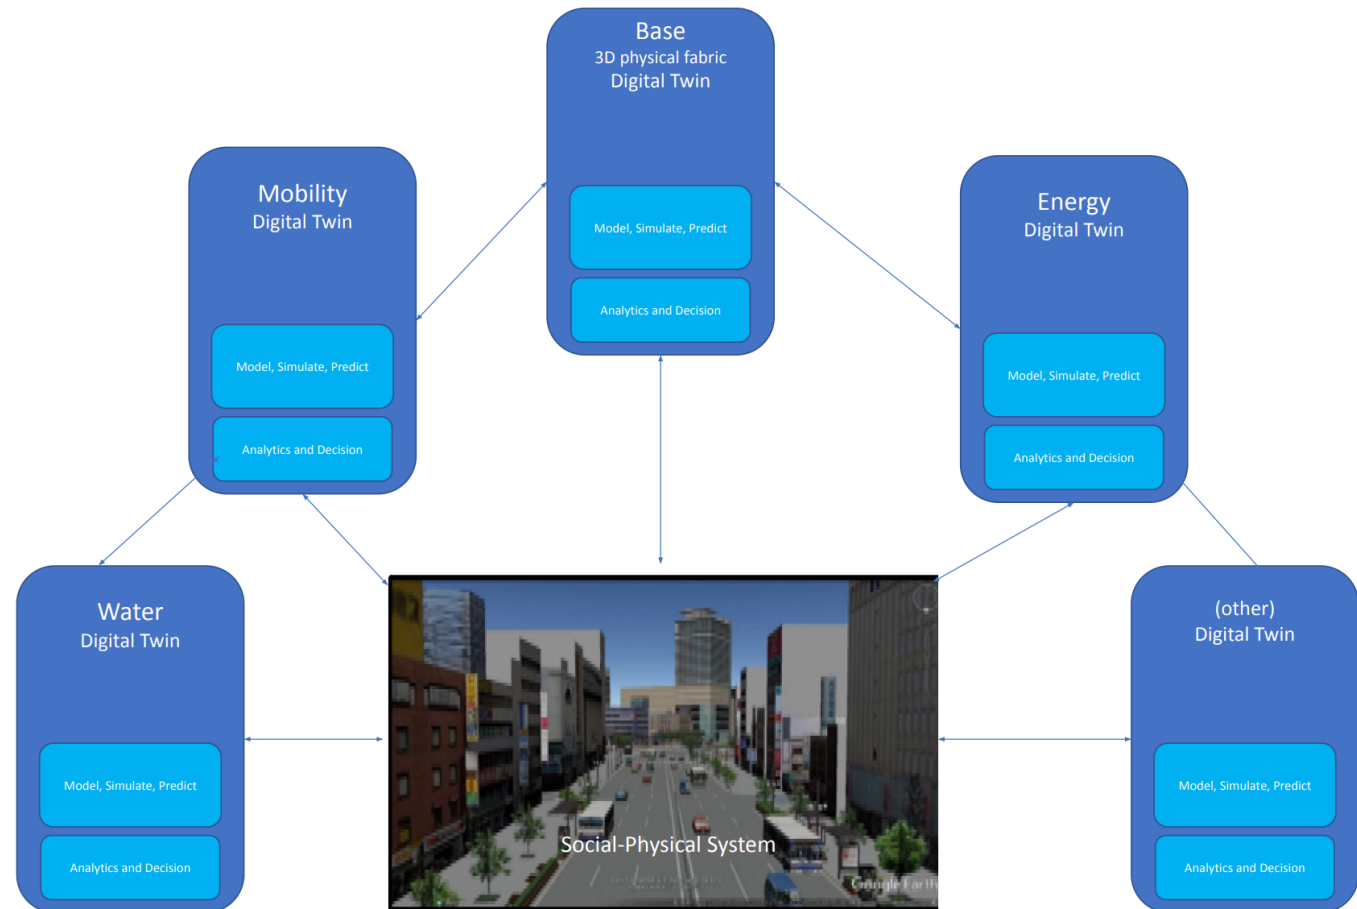 Base
3D physical fabric
Digital Twin
Model, Simulate, Predict
Analytics and Decision
Mobility
Digital Twin
Model, Simulate, Predict
Analytics and Decision
Energy
Digital Twin
Model, Simulate, Predict
Analytics and Decision
Water
Digital Twin
Model, Simulate, Predict
Analytics and Decision
(other)
Digital Twin
Model, Simulate, Predict
Analytics and Decision
Social-Physical System